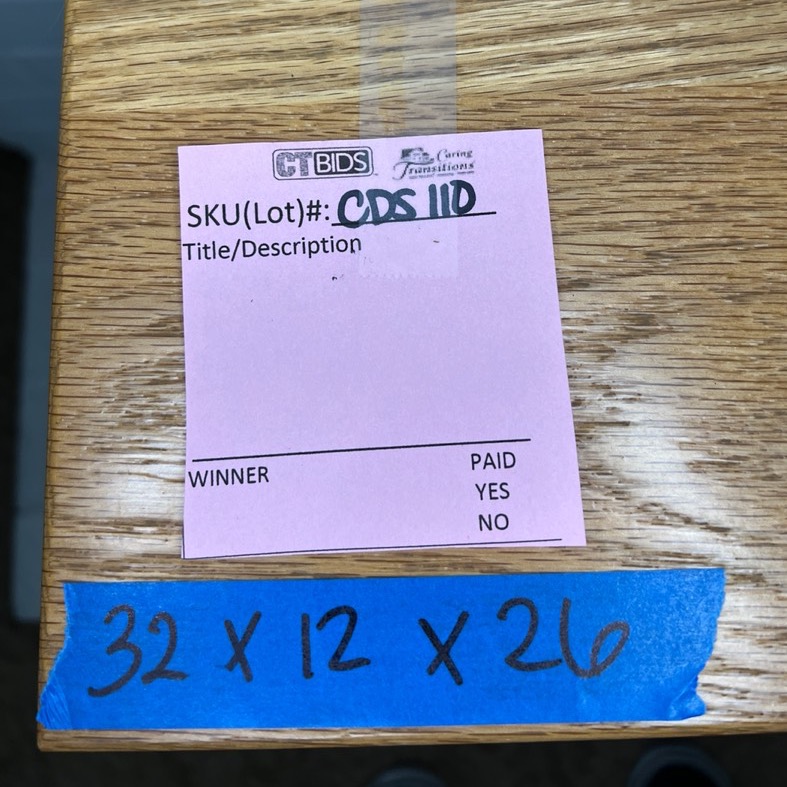 CTBIDS
Caring
Transitions
SKU(Lot)#: CDS 110
Title/Description
WINNER PAID
YES
NO
32 x 12 x 26